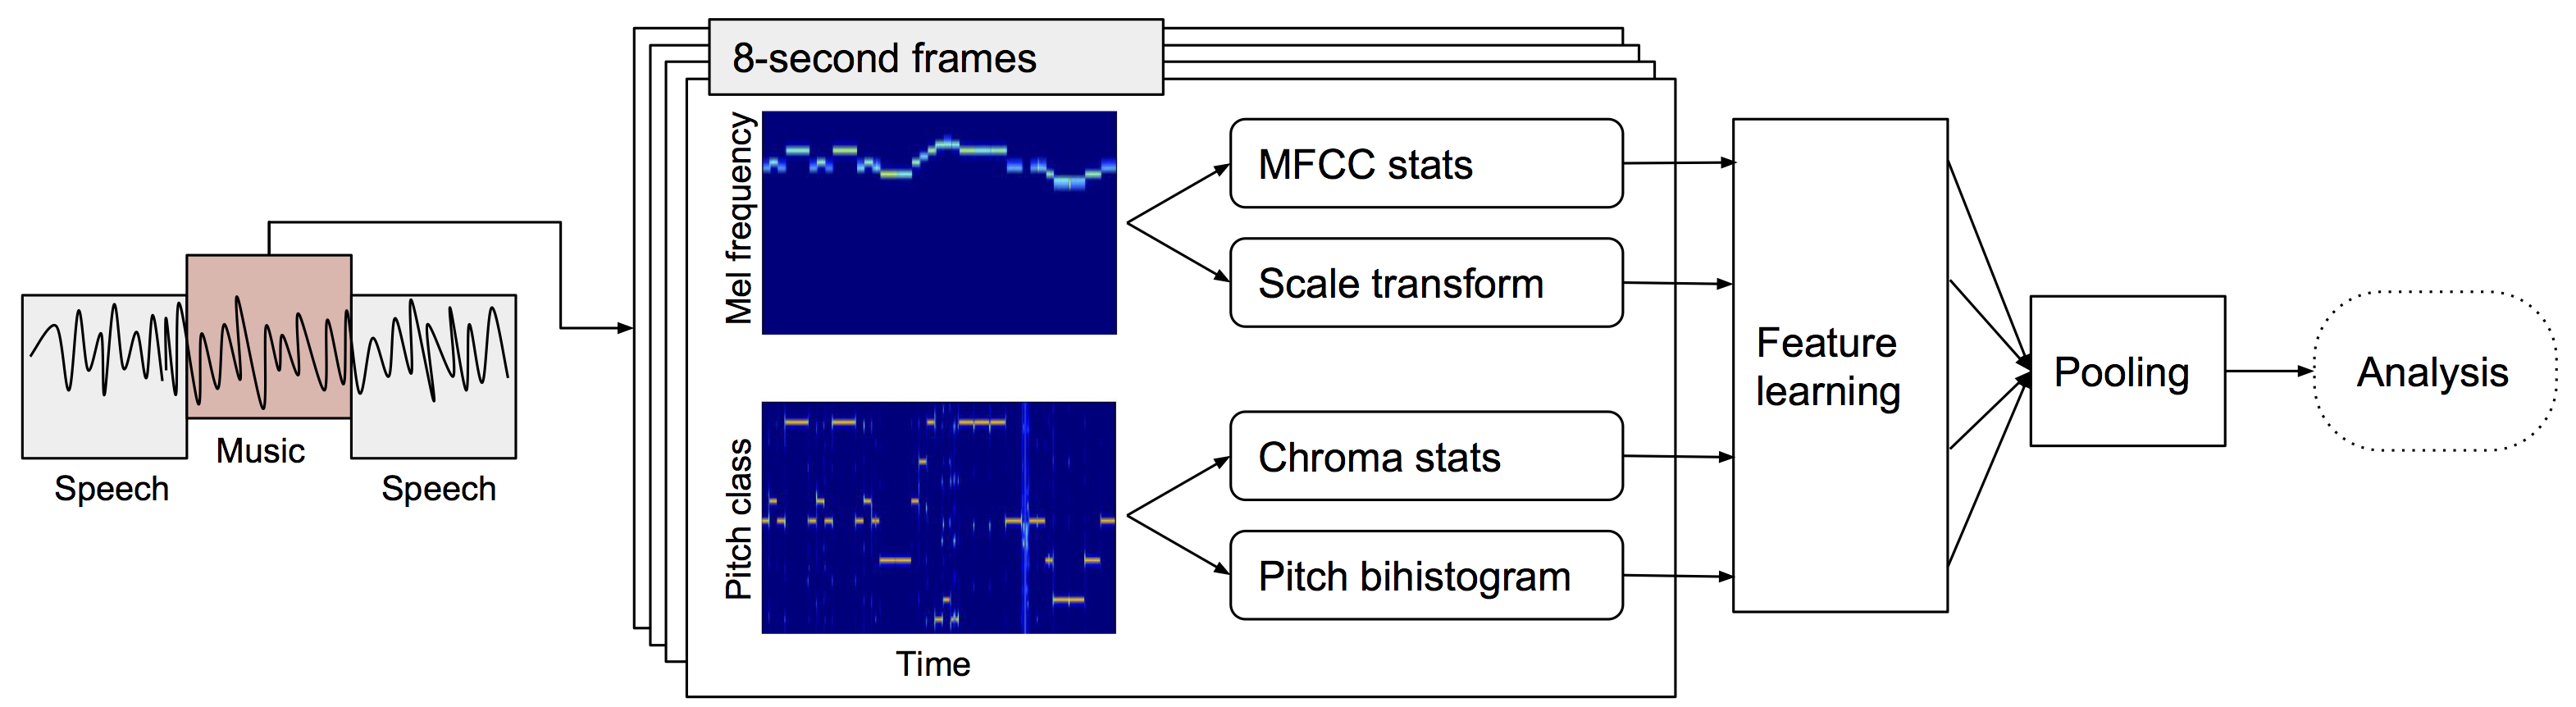 8-second frames
Mel frequency
MFCC stats
Scale transform
Music
Speech
Speech
Pitch class
Chroma stats
Pitch bihistogram
Time
Feature
learning
Pooling
Analysis